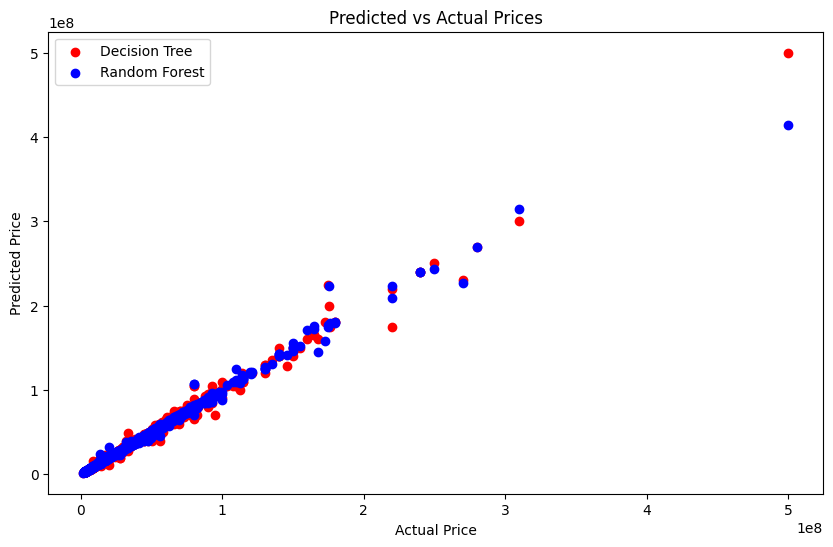 Predicted vs Actual Prices
1e8
Decision Tree
Random Forest
5
4
3
2
1
0
Predicted Price
0
1
2
3
4
5
1e8
Actual Price